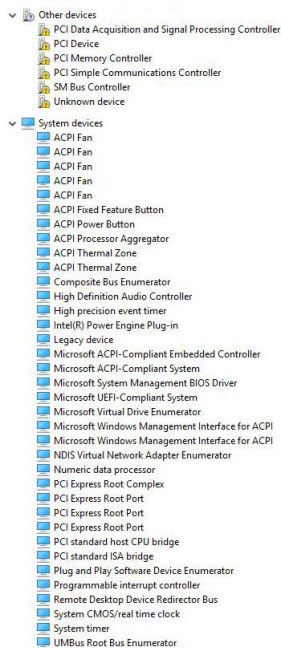 Other devices
PCI Data Acquisition and Signal Processing Controller
PCI Device
PCI Memory Controller
PCI Simple Communications Controller
SM Bus Controller
Unknown device
System devices
ACPI Fan
ACPI Fan
ACPI Fan
ACPI Fan
ACPI Fan
ACPI Fixed Feature Button
ACPI Power Button
ACPI Processor Aggregator
ACPI Thermal Zone
ACPI Thermal Zone
Composite Bus Enumerator
High Definition Audio Controller
High precision event timer
Intel(R) Power Engine Plug-in
Legacy device
Microsoft ACPI-Compliant Embedded Controller
Microsoft ACPI-Compliant System
Microsoft System Management BIOS Driver
Microsoft UEFI-Compliant System
Microsoft Virtual Drive Enumerator
Microsoft Windows Management Interface for ACPI
Microsoft Windows Management Interface for ACPI
NDIS Virtual Network Adapter Enumerator
Numeric data processor
PCI Express Root Complex
PCI Express Root Port
PCI Express Root Port
PCI Express Root Port
PCI standard host CPU bridge
PCI standard ISA bridge
Plug and Play Software Device Enumerator
Programmable interrupt controller
Remote Desktop Device Redirector Bus
System CMOS/real time clock
System timer
UMBus Root Bus Enumerator